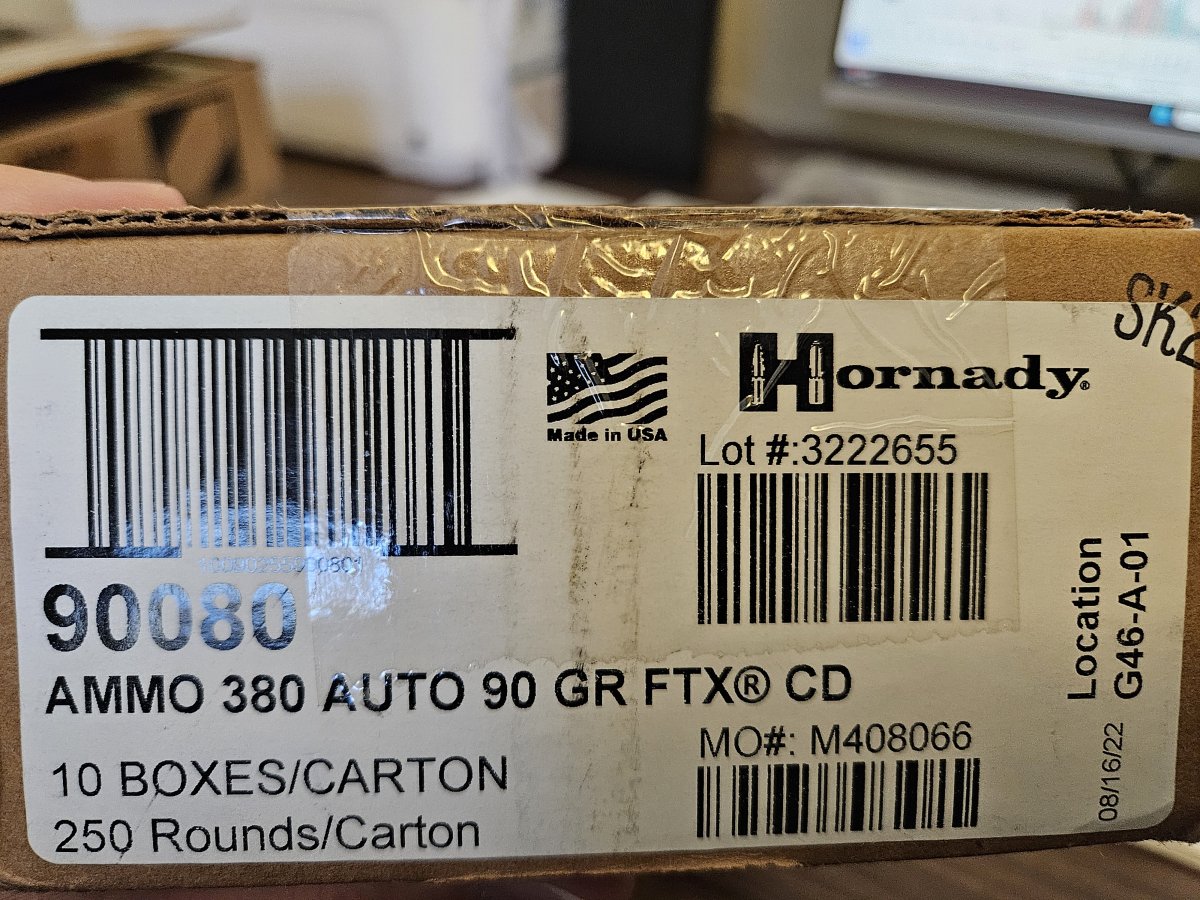 Hornady®
Made in USA
Lot #:3222655
90080
AMMO 380 AUTO 90 GR FTX® CD
MO#: M408066
10 BOXES/CARTON
250 Rounds/Carton
Location
G46-A-01
08/16/22